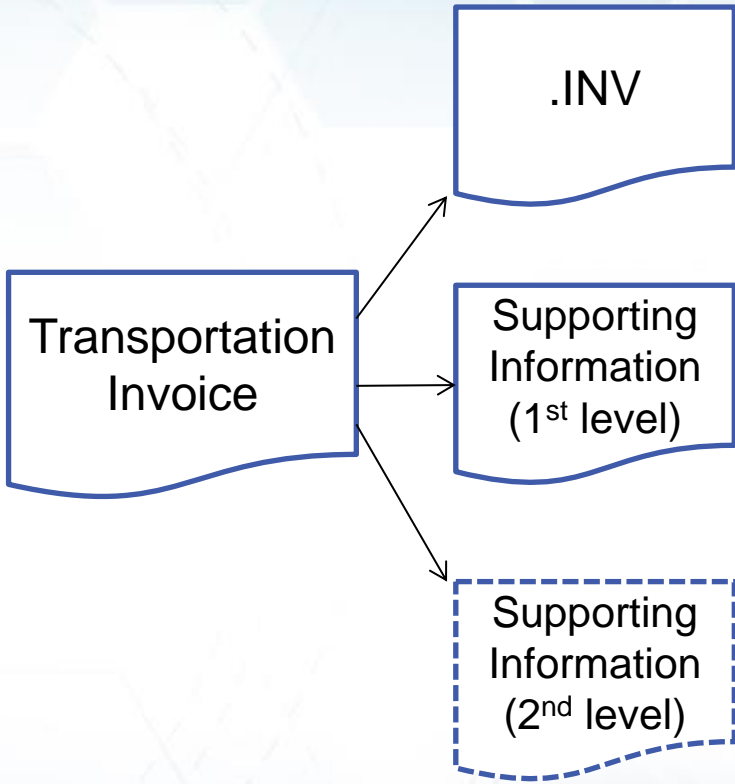 .INV
Transportation
Invoice
Supporting
Information
(1st level)
Supporting
Information
(2nd level)